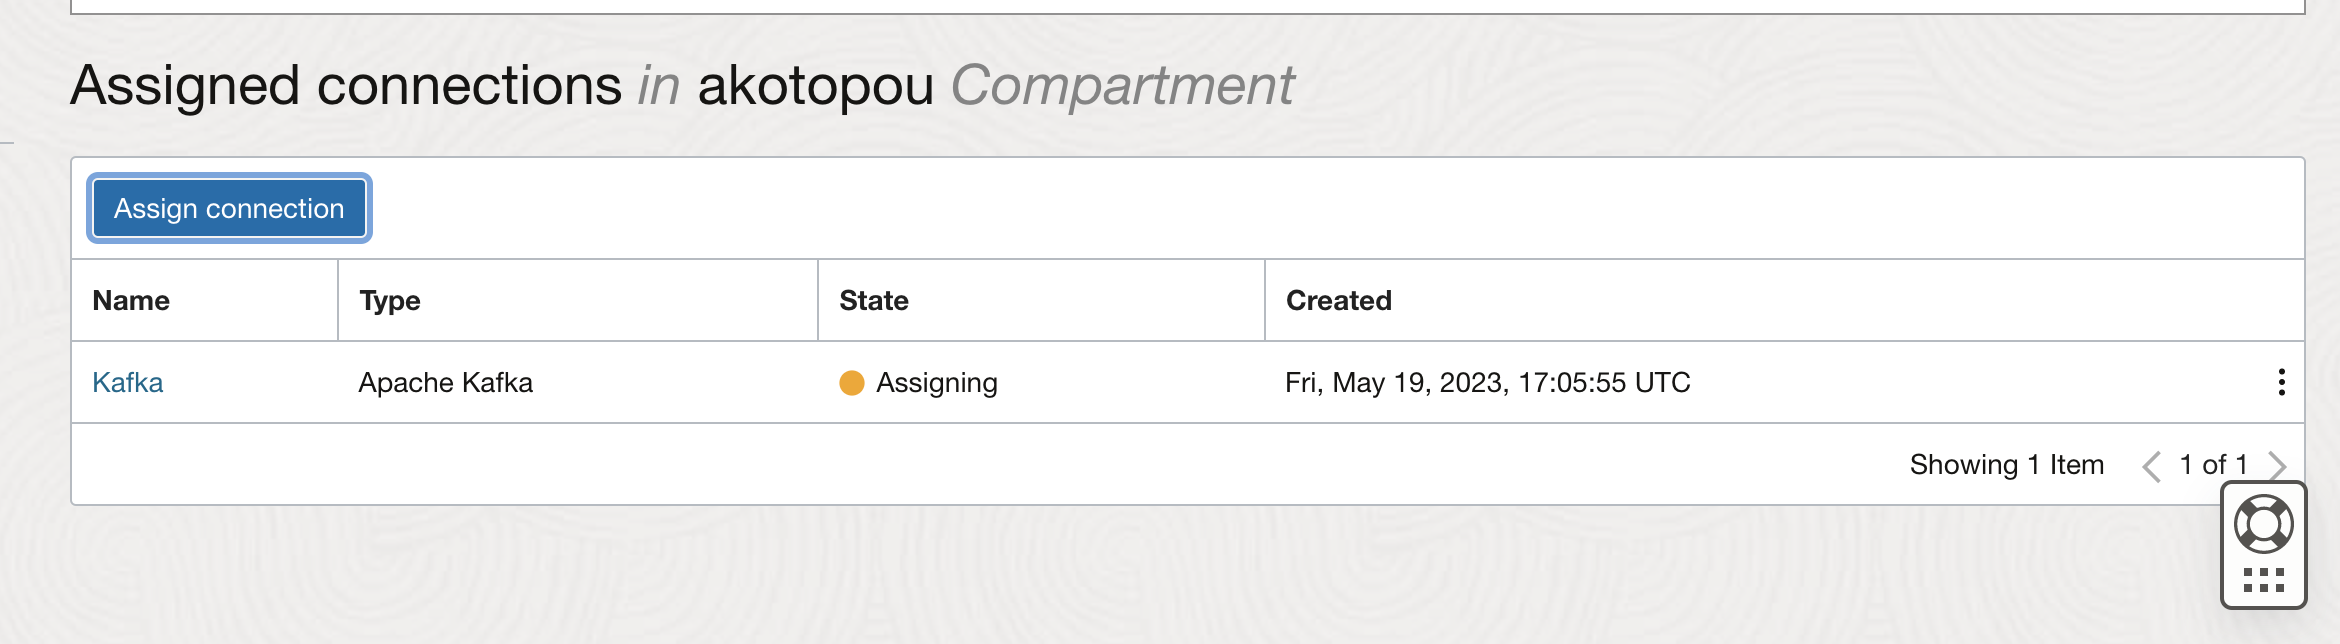 Assigned connections in akotopou Compartment
Assign connection
Name Type State Created
Kafka Apache Kafka Assigning Fri, May 19, 2023, 17:05:55 UTC
Showing 1 Item 1 of 1